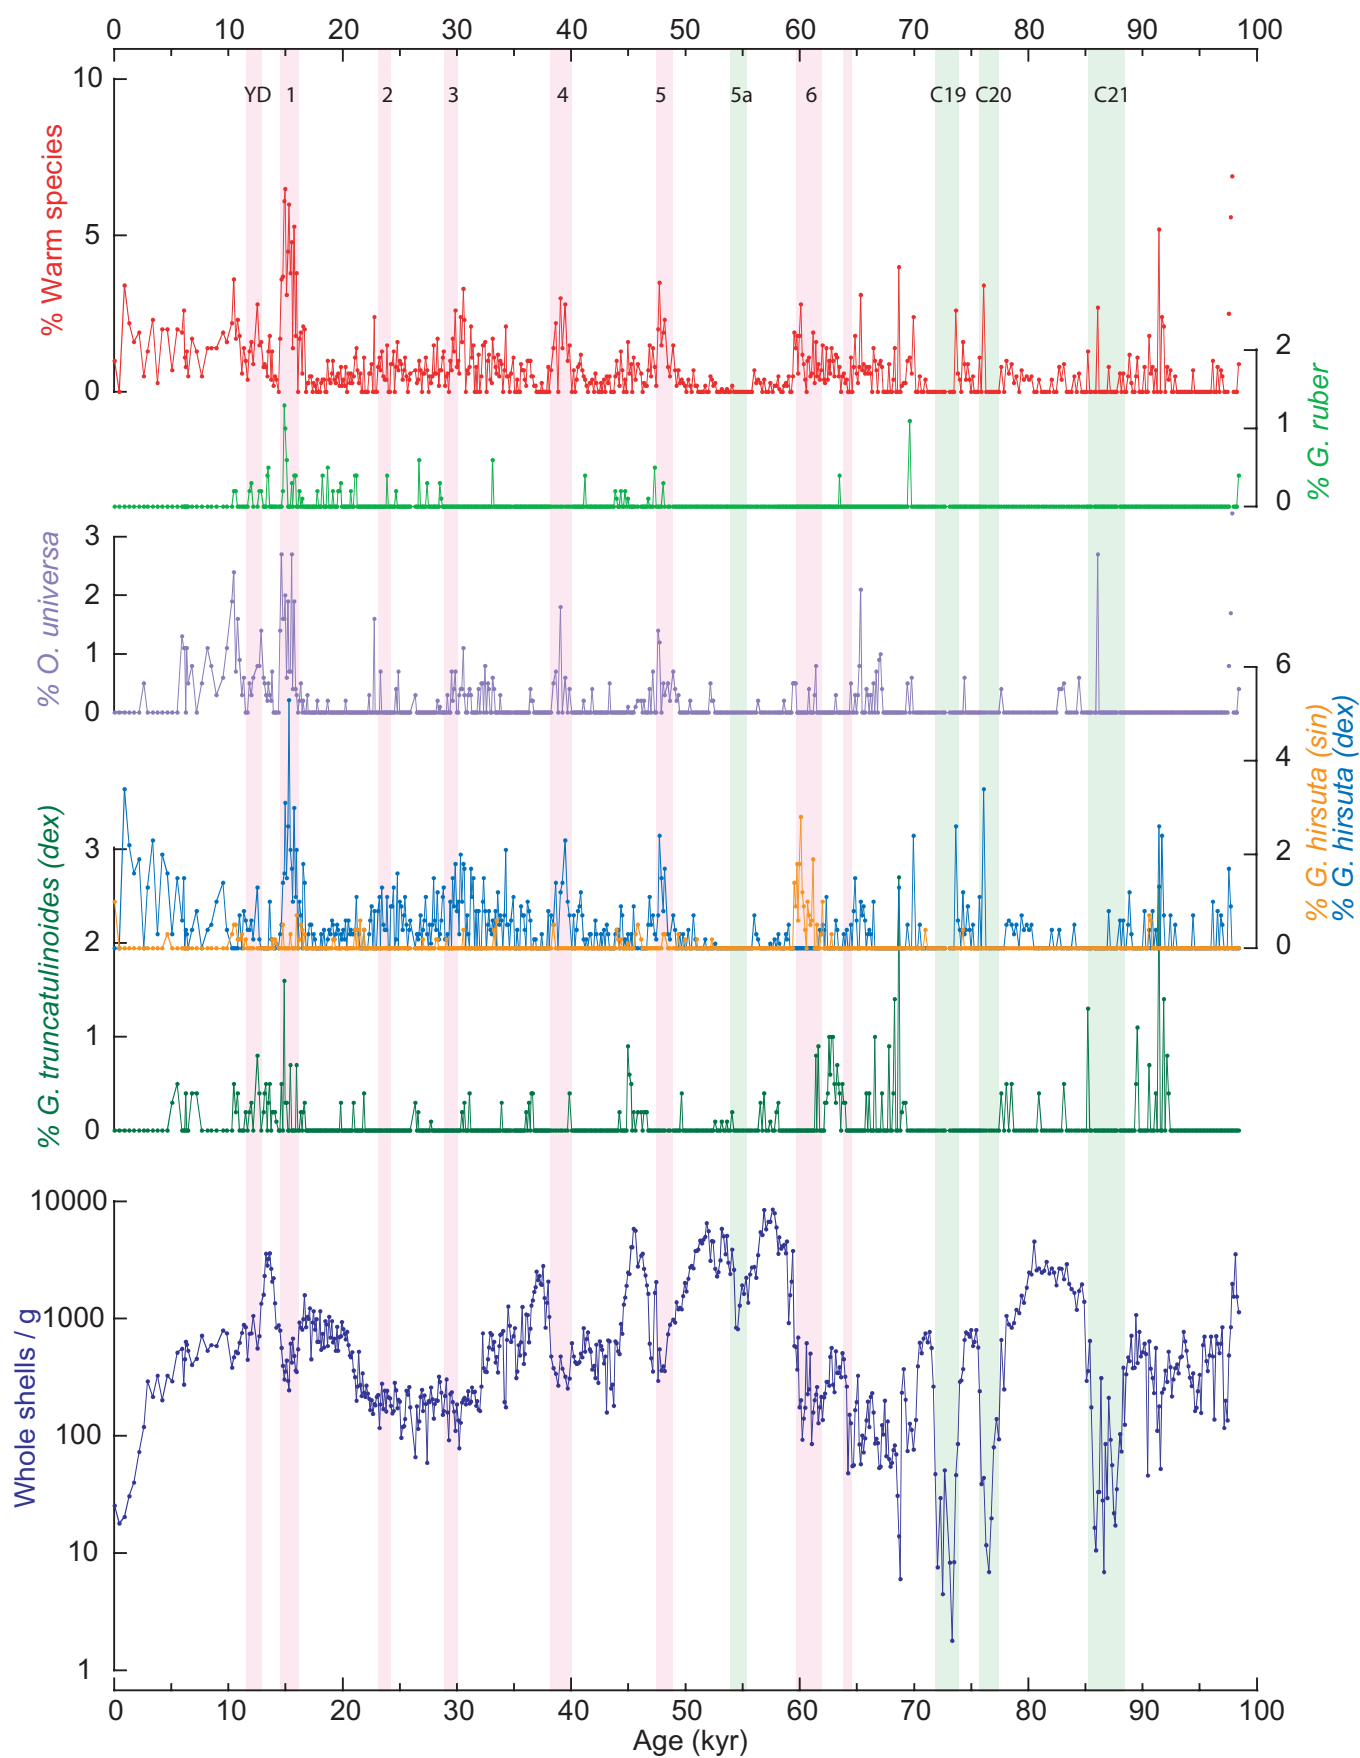 0 10 20 30 40 50 60 70 80 90 100
YD 1 2 3 4 5 5a 6 C19 C20 C21
% Warm species
10
5
0
% G. ruber
2
1
0
% O. universa
3
2
1
0
% G. hirsuta (sin)
% G. hirsuta (dex)
6
4
2
0
% G. truncatulinoides (dex)
3
2
1
0
Whole shells / g
10000
1000
100
10
1
0 10 20 30 40 50 60 70 80 90 100
Age (kyr)